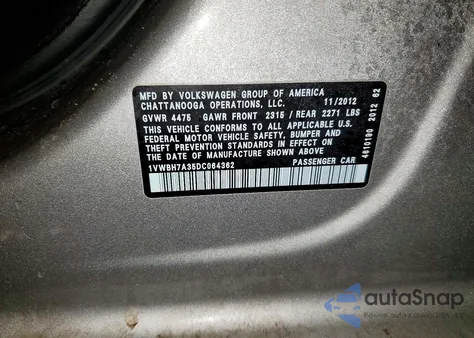 MFD BY VOLKSWAGEN GROUP OF AMERICA
CHATTANOOGA OPERATIONS, LLC. 11/2012
GVWR 4475 GAWR FRONT 2315 / REAR 2271 LBS
THIS VEHICLE CONFORMS TO ALL APPLICABLE U.S.
FEDERAL MOTOR VEHICLE SAFETY, BUMPER AND
THEFT PREVENTION STANDARDS IN EFFECT ON
THE DATE OF MANUFACTURE SHOWN ABOVE.
1VWBH7A35DC064362 PASSENGER CAR
4610190 2012 62
autoSnap